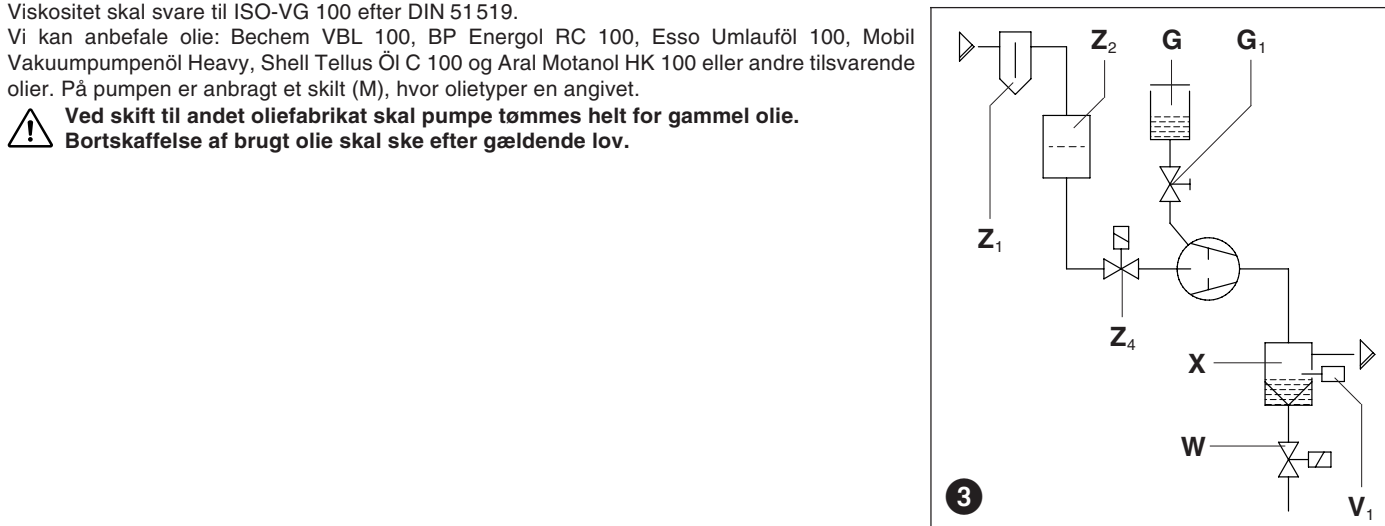 Viskositet skal svare til ISO-VG 100 efter DIN 51519.
Vi kan anbefale olie: Bechem VBL 100, BP Energol RC 100, Esso Umlauföl 100, Mobil
Vakuumpumpenöl Heavy, Shell Tellus Öl C 100 og Aral Motanol HK 100 eller andre tilsvarende
olier. På pumpen er anbragt et skilt (M), hvor olietyper en angivet.
Ved skift til andet oliefabrikat skal pumpe tømmes helt for gammel olie.
Bortskaffelse af brugt olie skal ske efter gældende lov.
Z₂ G G₁
Z₁
Z₄
X
W
V₁
3